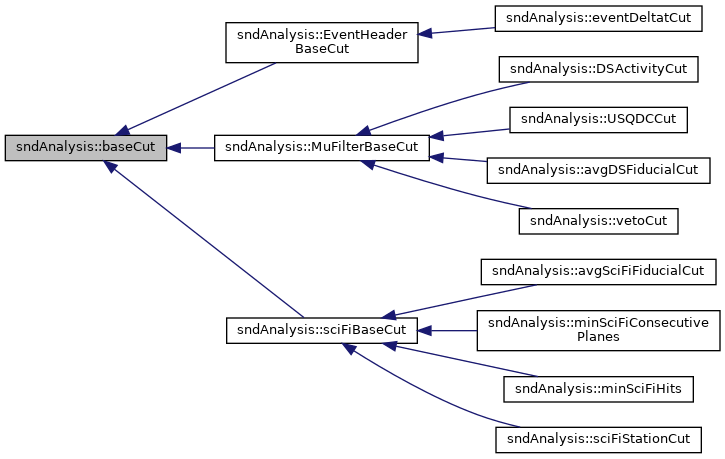 sndAnalysis::eventDeltatCut
sndAnalysis::EventHeader
BaseCut
sndAnalysis::DSActivityCut
sndAnalysis::USQDCCut
sndAnalysis::baseCut
sndAnalysis::MuFilterBaseCut
sndAnalysis::avgDSFiducialCut
sndAnalysis::vetoCut
sndAnalysis::avgSciFiFiducialCut
sndAnalysis::sciFiBaseCut
sndAnalysis::minSciFiConsecutive
Planes
sndAnalysis::minSciFiHits
sndAnalysis::sciFiStationCut